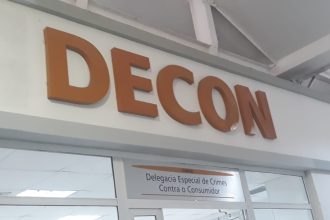 DECON
Delegacia Especial de Crimes
Contra o Consumidor